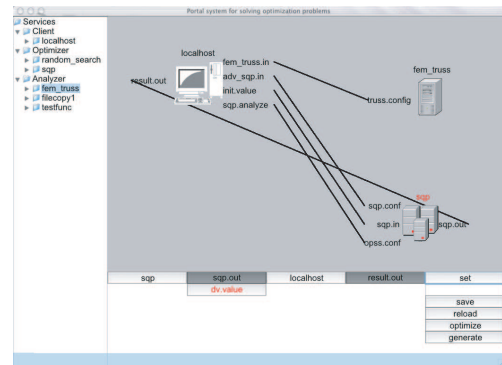 Portal system for solving optimization problems
Services
Client
localhost
Optimizer
random_search
sqp
Analyzer
fem_truss
filecopy1
testfunc
localhost
result.out
fem_truss.in
adv_sqp.in
init.value
sqp.analyze
fem_truss
truss.config
sqp
sqp.conf
sqp.in
opss.conf
sqp.out
sqp sqp.out localhost result.out set
dv.value
save
reload
optimize
generate